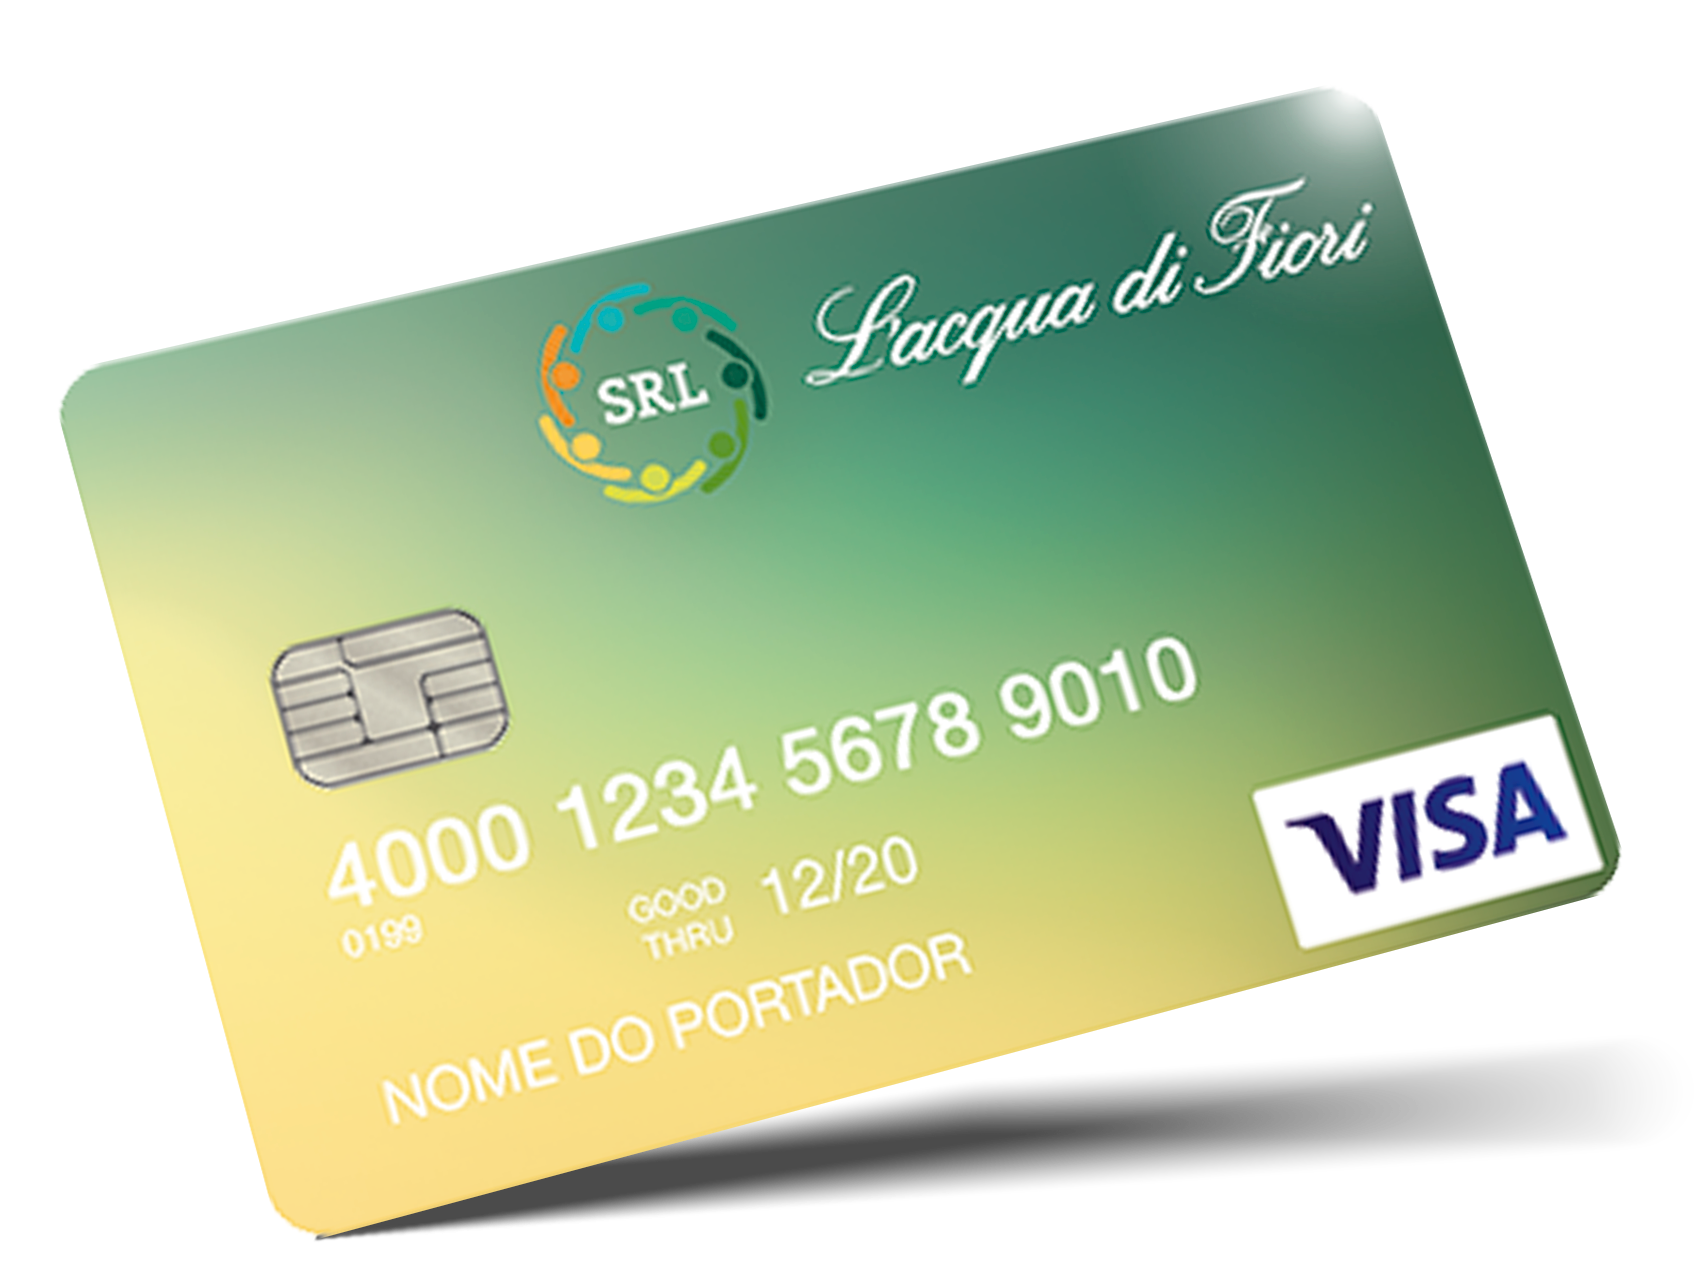 SRL
L'acqua di Fiori
4000 1234 5678 9010
0199
GOOD
THRU
12/20
NOME DO PORTADOR
VISA